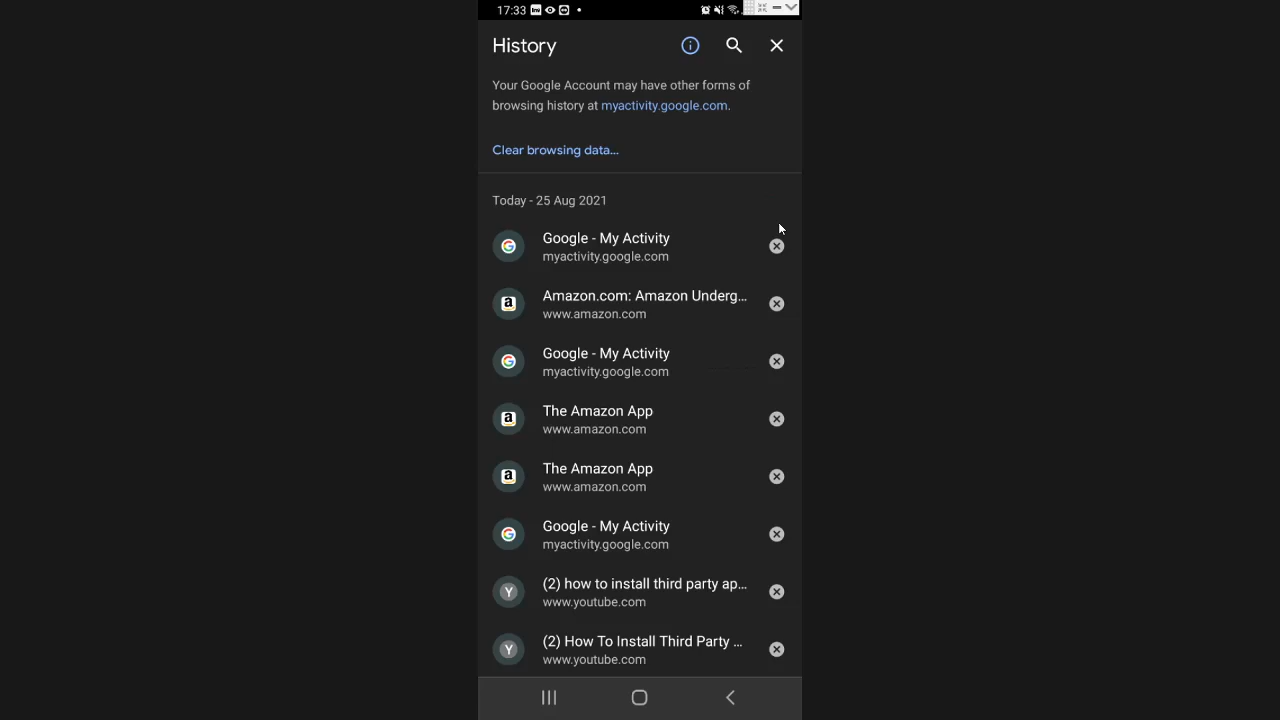 17:33
History
Your Google Account may have other forms of
browsing history at myactivity.google.com.
Clear browsing data...
Today - 25 Aug 2021
Google - My Activity
myactivity.google.com
Amazon.com: Amazon Underg...
www.amazon.com
Google - My Activity
myactivity.google.com
The Amazon App
www.amazon.com
The Amazon App
www.amazon.com
Google - My Activity
myactivity.google.com
Y
(2) how to install third party ap...
www.youtube.com
Y
(2) How To Install Third Party ...
www.youtube.com